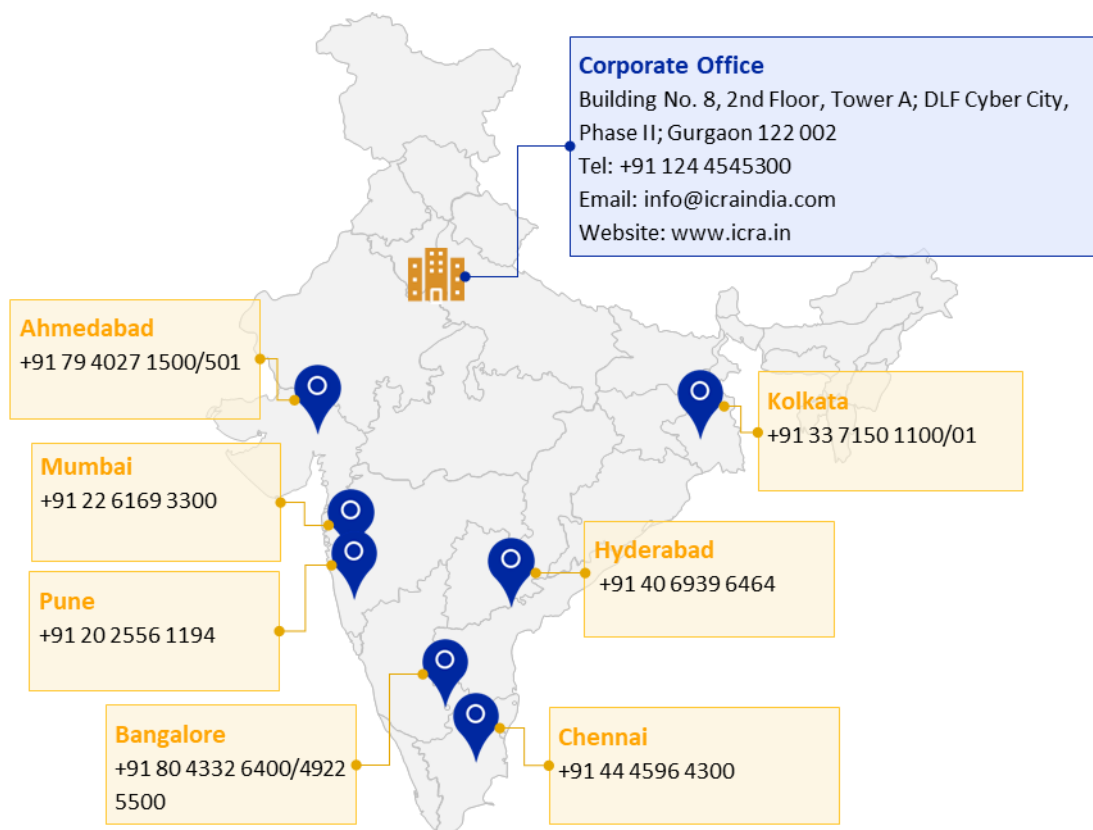 Corporate Office
Building No. 8, 2nd Floor, Tower A; DLF Cyber City,
Phase II; Gurgaon 122 002
Tel: +91 124 4545300
Email: info@icraindia.com
Website: www.icra.in
Ahmedabad
+91 79 4027 1500/501
Kolkata
+91 33 7150 1100/01
Mumbai
+91 22 6169 3300
Hyderabad
+91 40 6939 6464
Pune
+91 20 2556 1194
Bangalore
+91 80 4332 6400/4922
5500
Chennai
+91 44 4596 4300